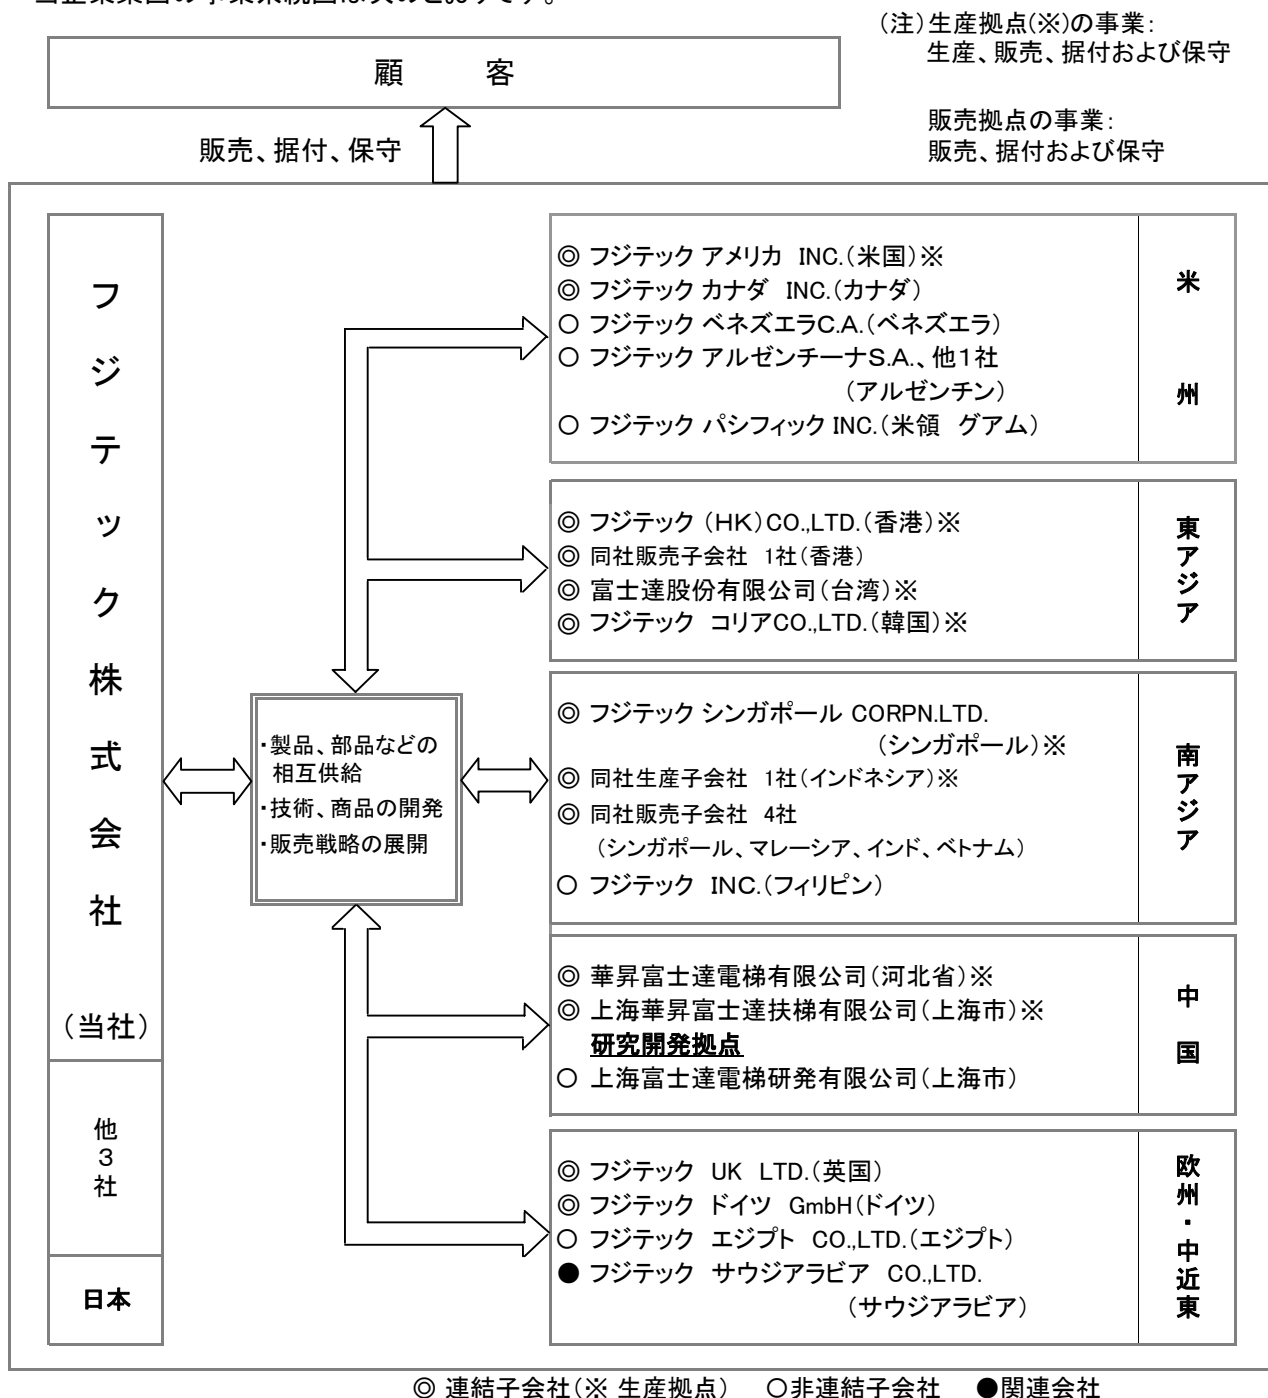 当企業集団の事業系統図は次のとおりです。
(注)生産拠点(※)の事業:
生産、販売、据付および保守
販売拠点の事業:
販売、据付および保守
顧 客
販売、据付、保守
フジテック株式会社
(当社)
他3社
日本
・製品、部品などの
相互供給
・技術、商品の開発
・販売戦略の展開
◎ フジテック アメリカ INC.(米国)※
◎ フジテック カナダ INC.(カナダ)
○ フジテック ベネズエラC.A.(ベネズエラ)
○ フジテック アルゼンチーナS.A.、他1社
(アルゼンチン)
○ フジテック パシフィック INC.(米領 グアム)
米州
◎ フジテック (HK)CO.,LTD.(香港)※
◎ 同社販売子会社 1社(香港)
◎ 富士達股份有限公司(台湾)※
◎ フジテック コリアCO.,LTD.(韓国)※
東アジア
◎ フジテック シンガポール CORPN.LTD.
(シンガポール)※
◎ 同社生産子会社 1社(インドネシア)※
◎ 同社販売子会社 4社
(シンガポール、マレーシア、インド、ベトナム)
○ フジテック INC.(フィリピン)
南アジア
◎ 華昇富士達電梯有限公司(河北省)※
◎ 上海華昇富士達扶梯有限公司(上海市)※
研究開発拠点
○ 上海富士達電梯研発有限公司(上海市)
中国
◎ フジテック UK LTD.(英国)
◎ フジテック ドイツ GmbH(ドイツ)
○ フジテック エジプト CO.,LTD.(エジプト)
● フジテック サウジアラビア CO.,LTD.
(サウジアラビア)
欧州・中近東
◎ 連結子会社(※ 生産拠点) ○非連結子会社 ●関連会社